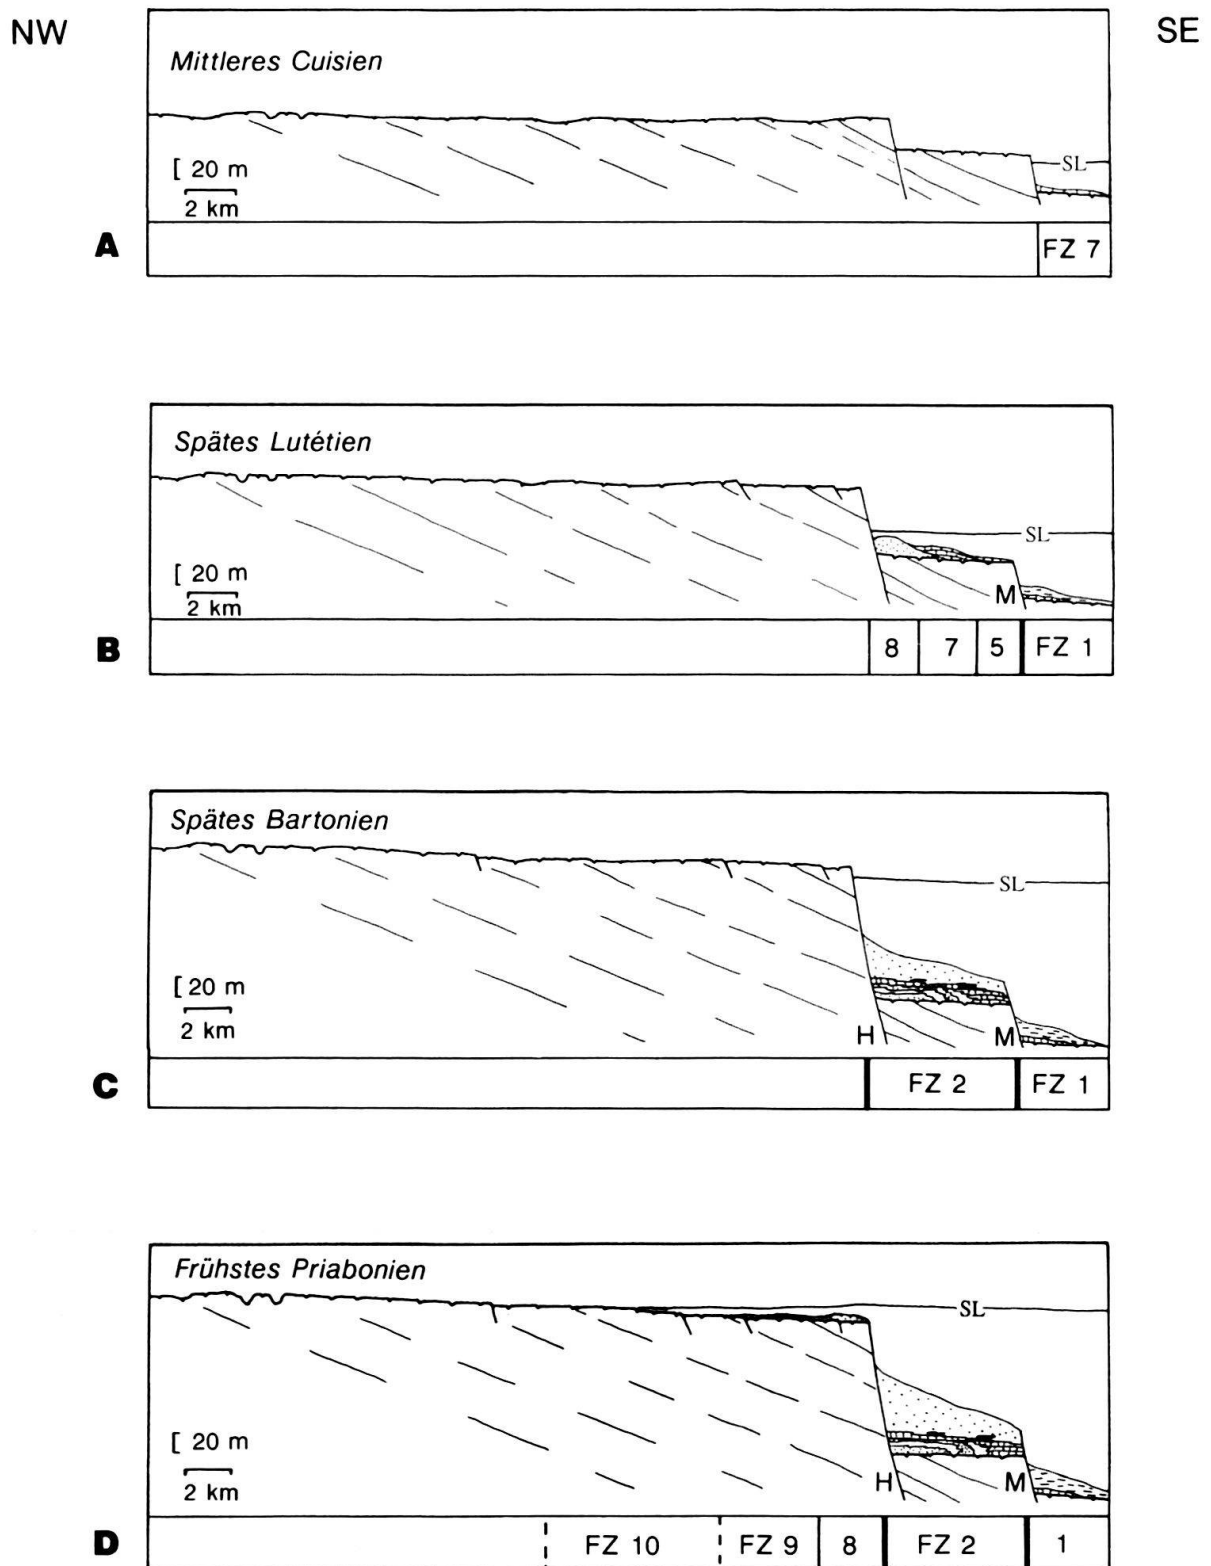 NW
SE
Mittleres Cuisien
[ 20 m
2 km
SL
A
FZ 7
Spätes Lutétien
SL
[ 20 m
2 km
M
B
8 7 5 FZ 1
Spätes Bartonien
SL
[ 20 m
2 km
H M
C
FZ 2 FZ 1
Frühstes Priabonien
SL
[ 20 m
2 km
H M
D
FZ 10 FZ 9 8 FZ 2 1